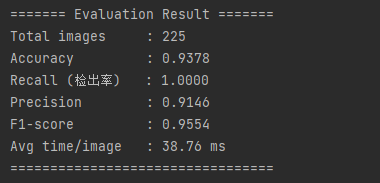 ======= Evaluation Result =======
Total images     : 225
Accuracy         : 0.9378
Recall (检出率)   : 1.0000
Precision        : 0.9146
F1-score         : 0.9554
Avg time/image   : 38.76 ms
=================================